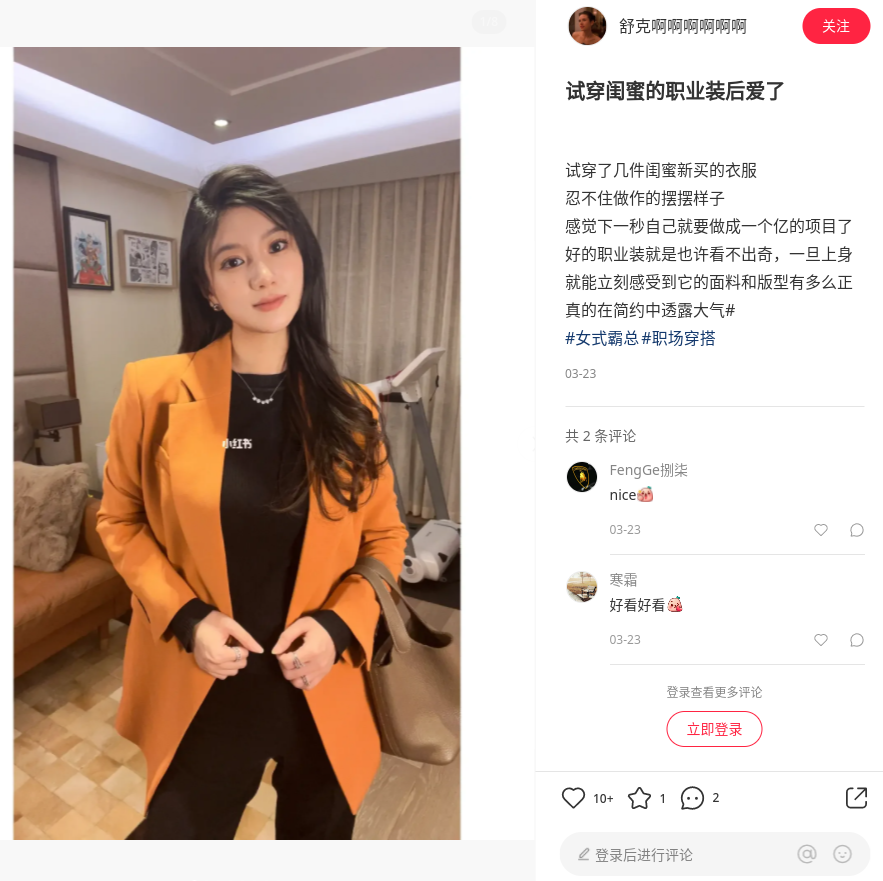 小红书
舒克啊啊啊啊啊啊
关注
试穿闺蜜的职业装后爱了
试穿了几件闺蜜新买的衣服
忍不住做作的摆摆样子
感觉下一秒自己就要做成一个亿的项目了
好的职业装就是也许看不出奇，一旦上身
就能立刻感受到它的面料和版型有多么正
真的在简约中透露大气#
#女式霸总 #职场穿搭
03-23
共 2 条评论
FengGe捌柒
nice
03-23
寒霜
好看好看
03-23
登录查看更多评论
立即登录
10+ 1 2
登录后进行评论